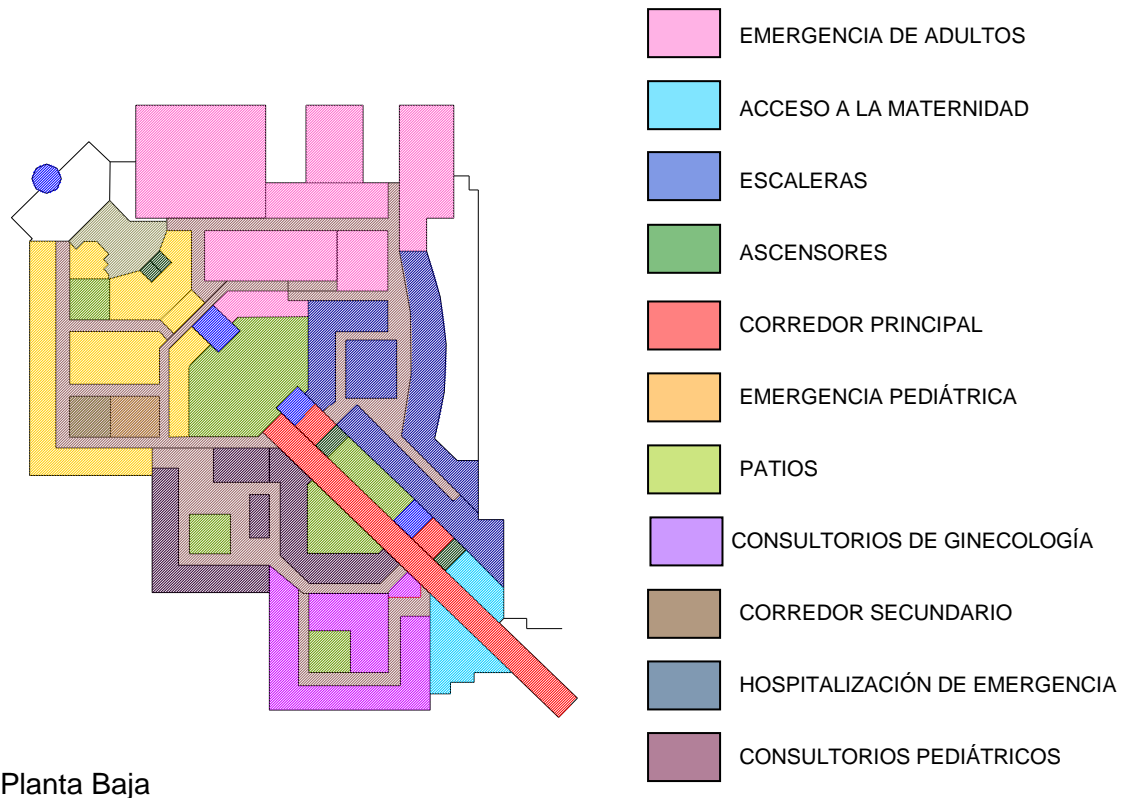 EMERGENCIA DE ADULTOS
ACCESO A LA MATERNIDAD
ESCALERAS
ASCENSORES
CORREDOR PRINCIPAL
EMERGENCIA PEDIÁTRICA
PATIOS
CONSULTORIOS DE GINECOLOGÍA
CORREDOR SECUNDARIO
HOSPITALIZACIÓN DE EMERGENCIA
CONSULTORIOS PEDIÁTRICOS
Planta Baja